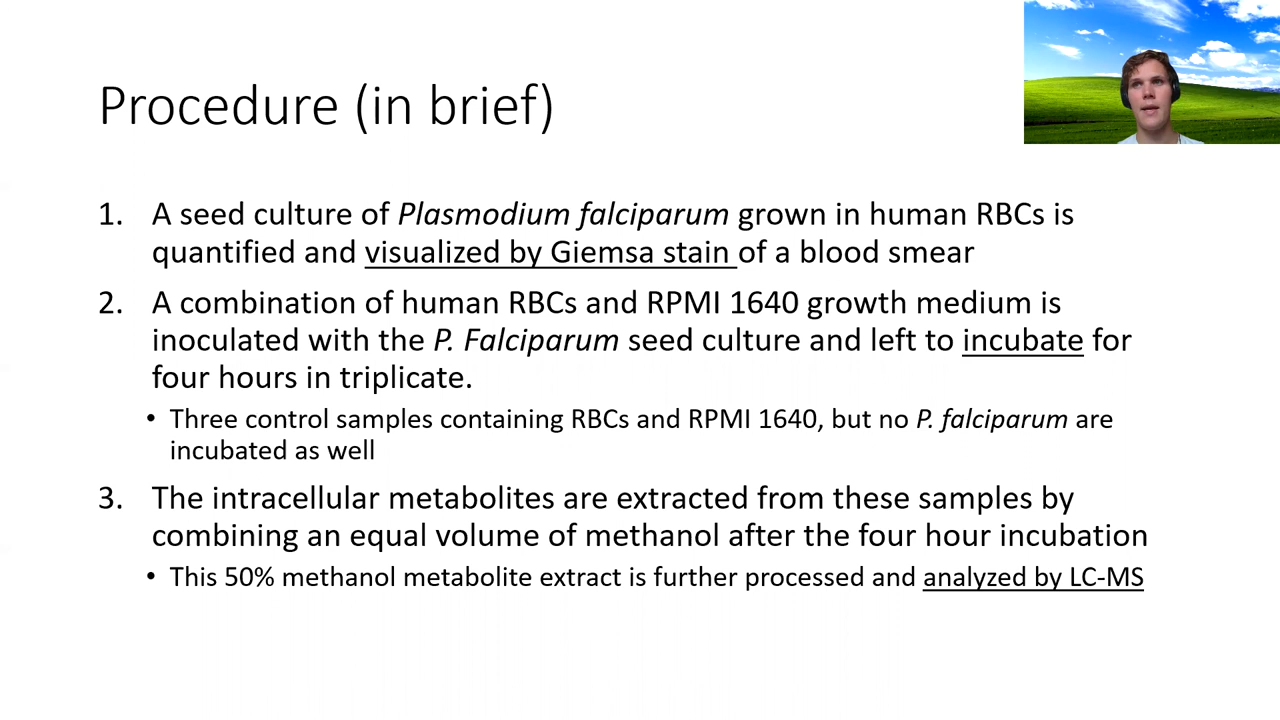 Procedure (in brief)
1. A seed culture of Plasmodium falciparum grown in human RBCs is
quantified and visualized by Giemsa stain of a blood smear
2. A combination of human RBCs and RPMI 1640 growth medium is
inoculated with the P. Falciparum seed culture and left to incubate for
four hours in triplicate.
• Three control samples containing RBCs and RPMI 1640, but no P. falciparum are
incubated as well
3. The intracellular metabolites are extracted from these samples by
combining an equal volume of methanol after the four hour incubation
• This 50% methanol metabolite extract is further processed and analyzed by LC-MS